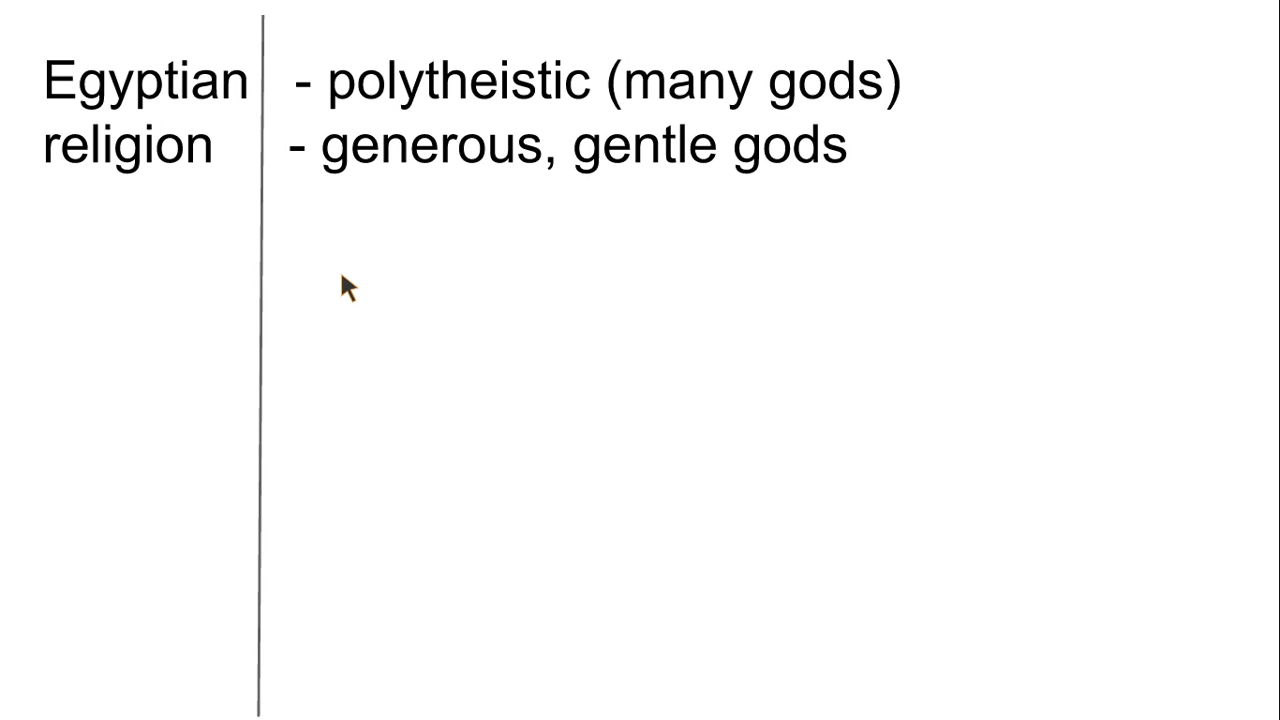 Egyptian - polytheistic (many gods)
religion - generous, gentle gods